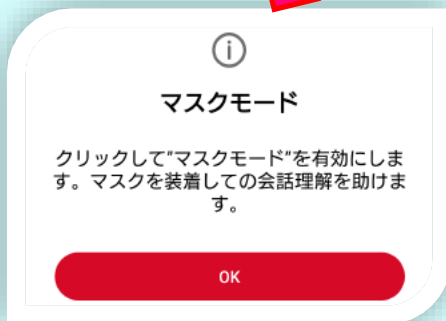 マスクモード
クリックして"マスクモード"を有効にしま
す。マスクを装着しての会話理解を助けま
す。
OK